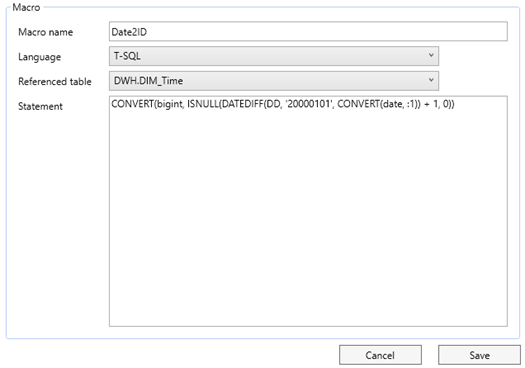 Macro
Macro name Date2ID
Language T-SQL
Referenced table DWH.DIM_Time
Statement CONVERT(bigint, ISNULL(DATEDIFF(DD, '20000101', CONVERT(date, :1)) + 1, 0))
Cancel Save